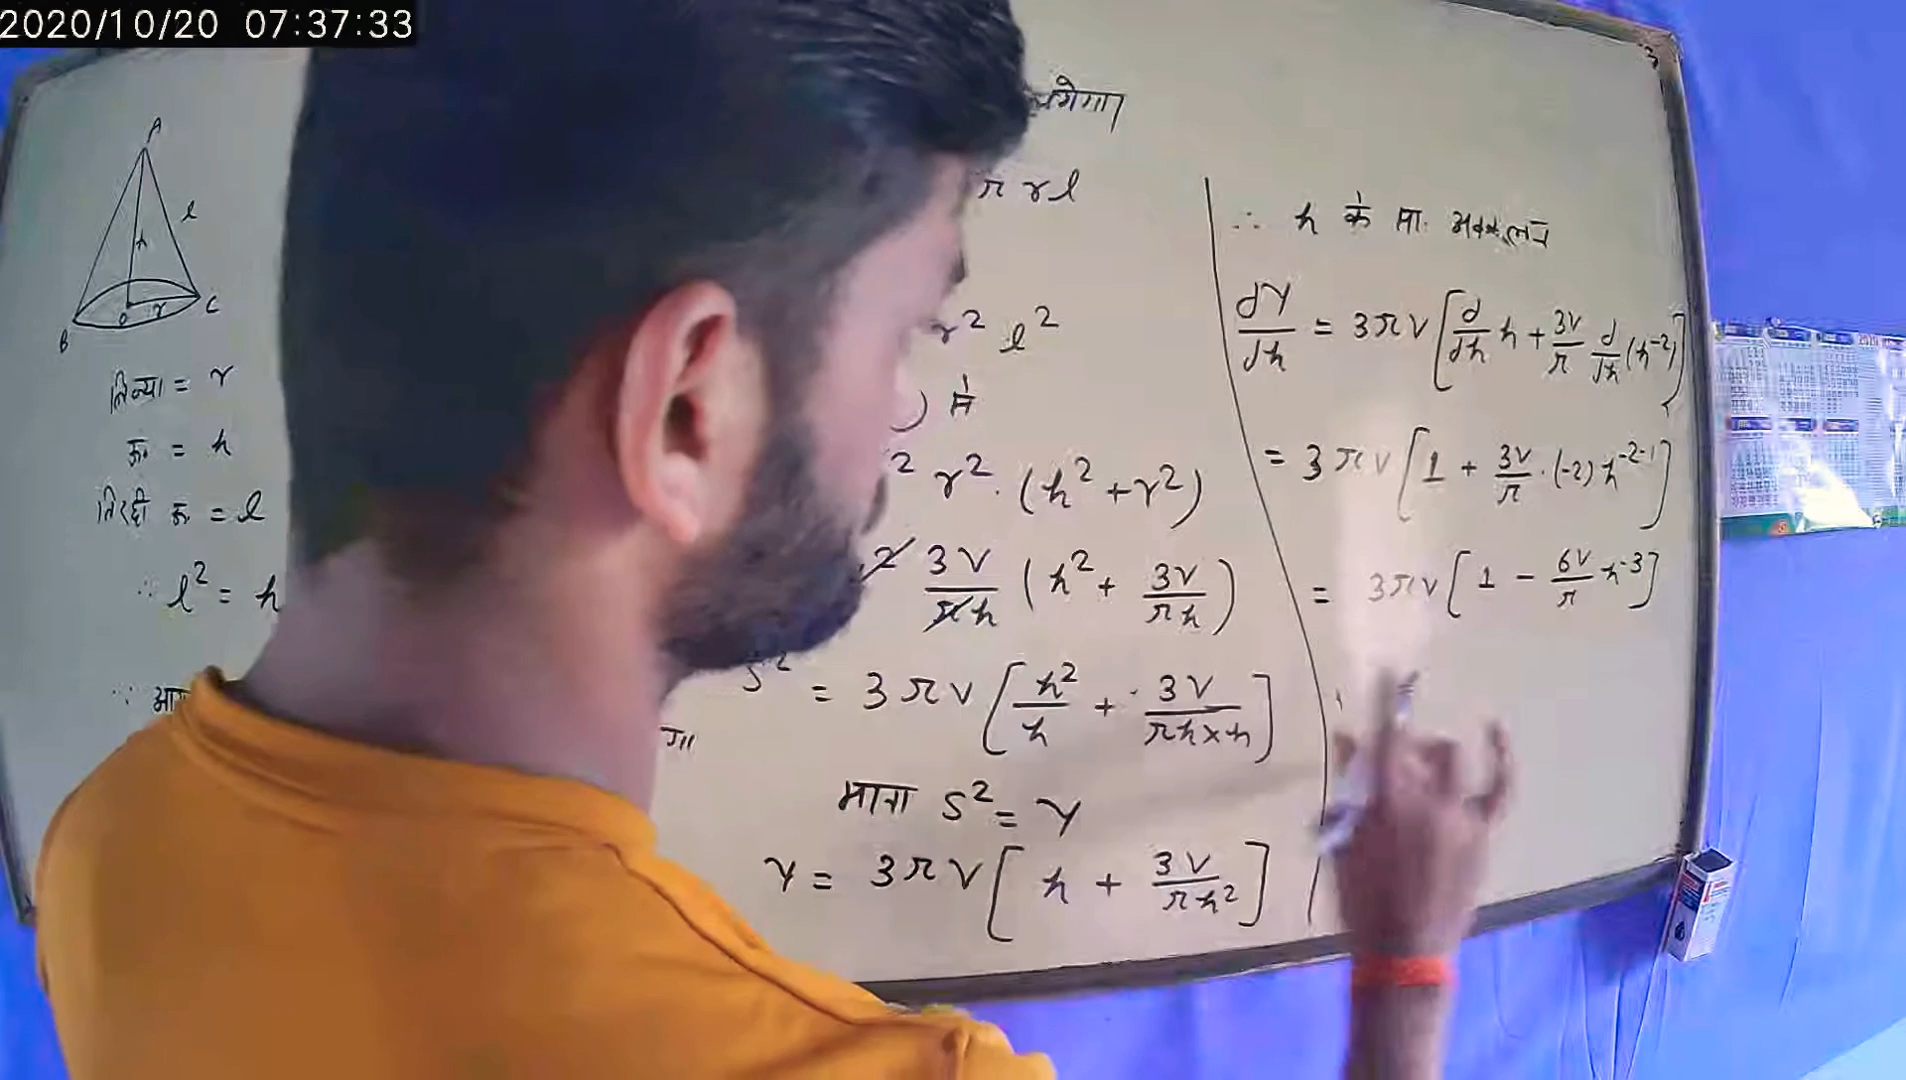 2020/10/20 07:37:33
लगेगा
A
l
h
r
B
O
C
त्रिज्या = r
ऊ. = h
तिरछी ऊ. = l
∴ l² = h
∵
π r l
r² l²
) में
² r². (h² + r²)
² 3V/πh (h² + 3V/πh)
S² = 3πV [h²/h + 3V/πh×h]
माना S² = Y
Y = 3πV [h + 3V/πh²]
∴ h के सा. अवकलन
dY/dh = 3πV [d/dh h + 3V/π d/dh (h⁻²)]
= 3πV [1 + 3V/π . (-2) h⁻²⁻¹]
= 3πV [1 - 6V/π h⁻³]